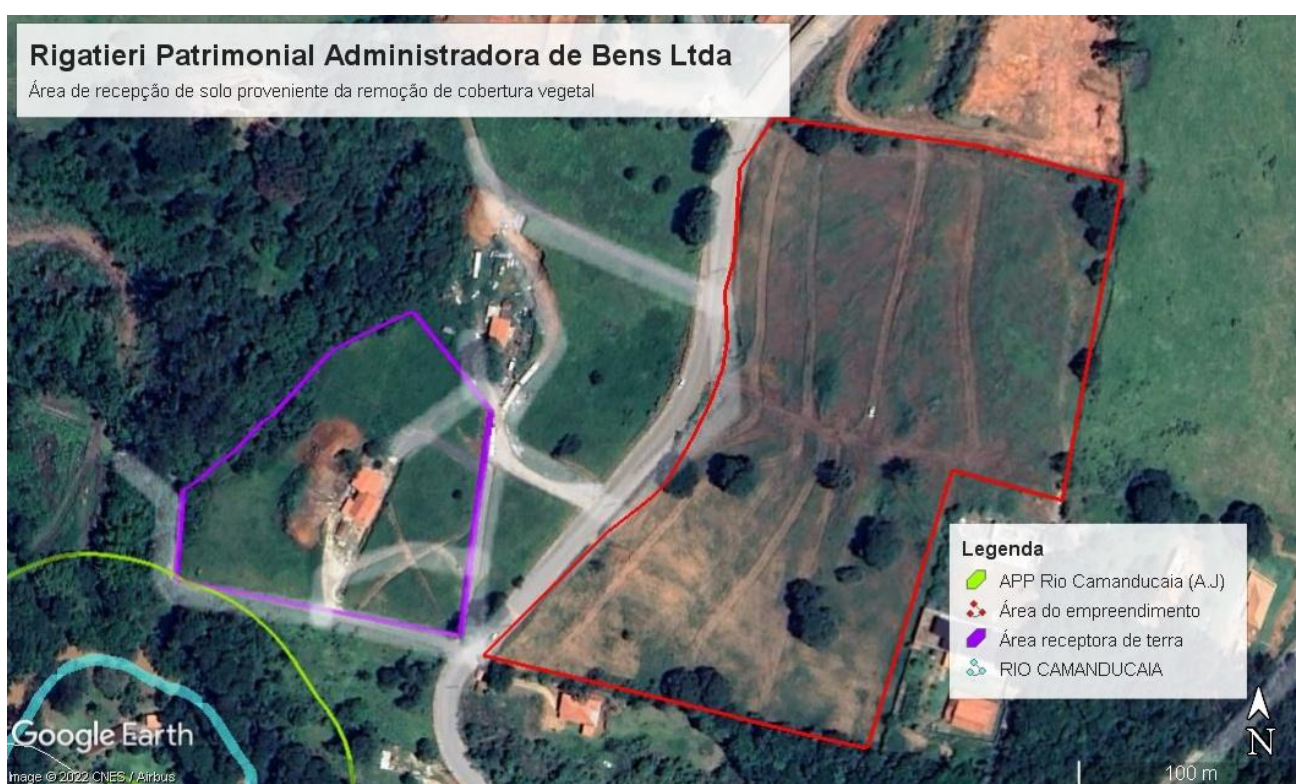 Rigatieri Patrimonial Administradora de Bens Ltda
Área de recepção de solo proveniente da remoção de cobertura vegetal
Legenda
APP Rio Camanducaia (A.J)
Área do empreendimento
Área receptora de terra
RIO CAMANDUCAIA
Google Earth
Image © 2022 CNES / Airbus
100 m
N